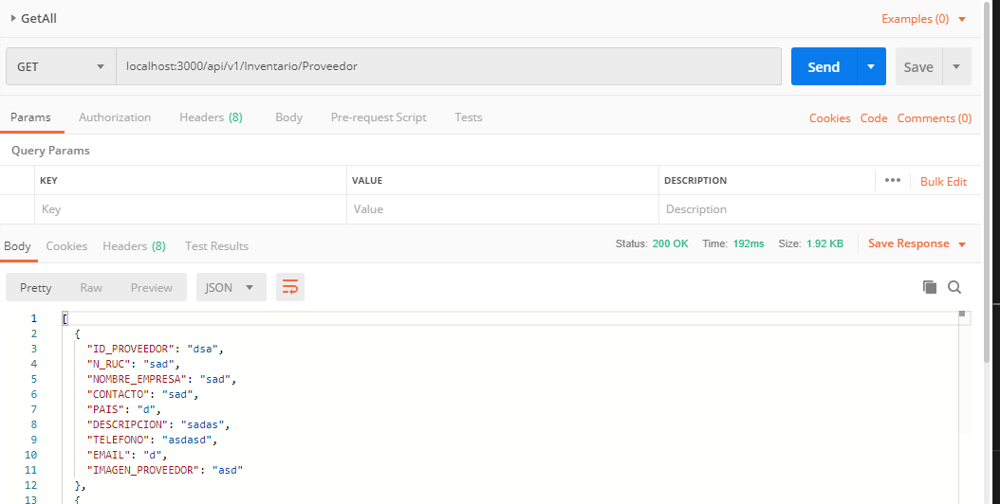 GetAll Examples (0)
GET localhost:3000/api/v1/Inventario/Proveedor Send Save
Params Authorization Headers (8) Body Pre-request Script Tests Cookies Code Comments (0)
Query Params
KEY VALUE DESCRIPTION ••• Bulk Edit
Key Value Description
Body Cookies Headers (8) Test Results Status: 200 OK Time: 192ms Size: 1.92 KB Save Response
Pretty Raw Preview JSON
1 [
2 {
3 "ID_PROVEEDOR": "dsa",
4 "N_RUC": "sad",
5 "NOMBRE_EMPRESA": "sad",
6 "CONTACTO": "sad",
7 "PAIS": "d",
8 "DESCRIPCION": "sadas",
9 "TELEFONO": "asdasd",
10 "EMAIL": "d",
11 "IMAGEN_PROVEEDOR": "asd"
12 },
13 {